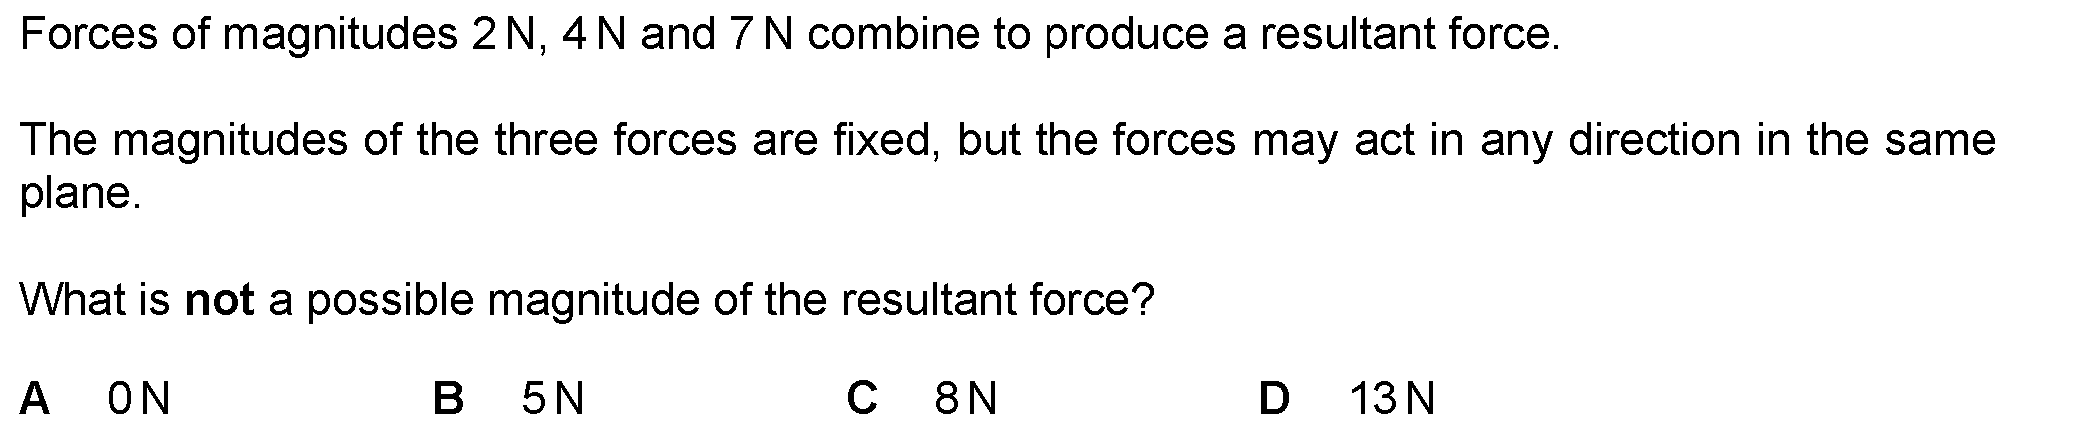 Forces of magnitudes 2 N, 4 N and 7 N combine to produce a resultant force.
The magnitudes of the three forces are fixed, but the forces may act in any direction in the same
plane.
What is not a possible magnitude of the resultant force?
A 0 N B 5 N C 8 N D 13 N